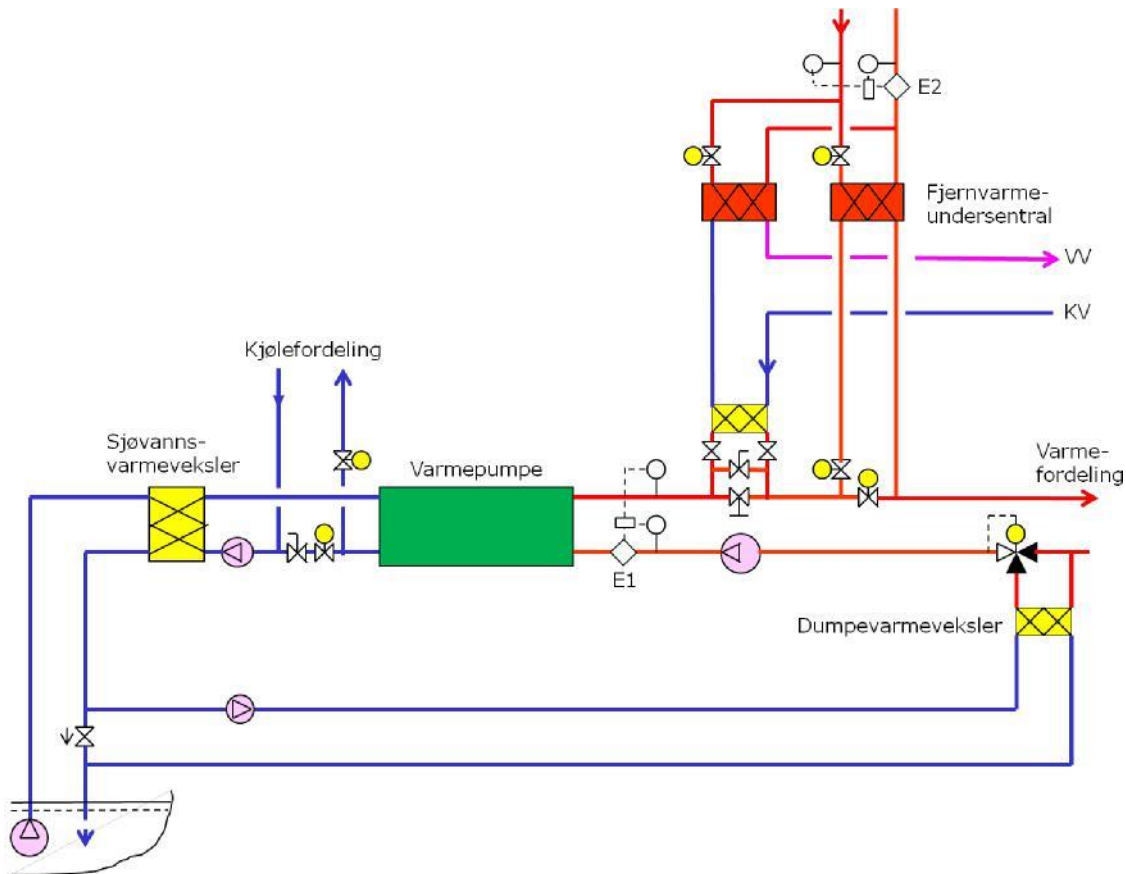 E2
Fjernvarme-
undersentral
VV
KV
Kjølefordeling
Sjøvanns-
varmeveksler
Varmepumpe
Varme-
fordeling
E1
Dumpevarmeveksler